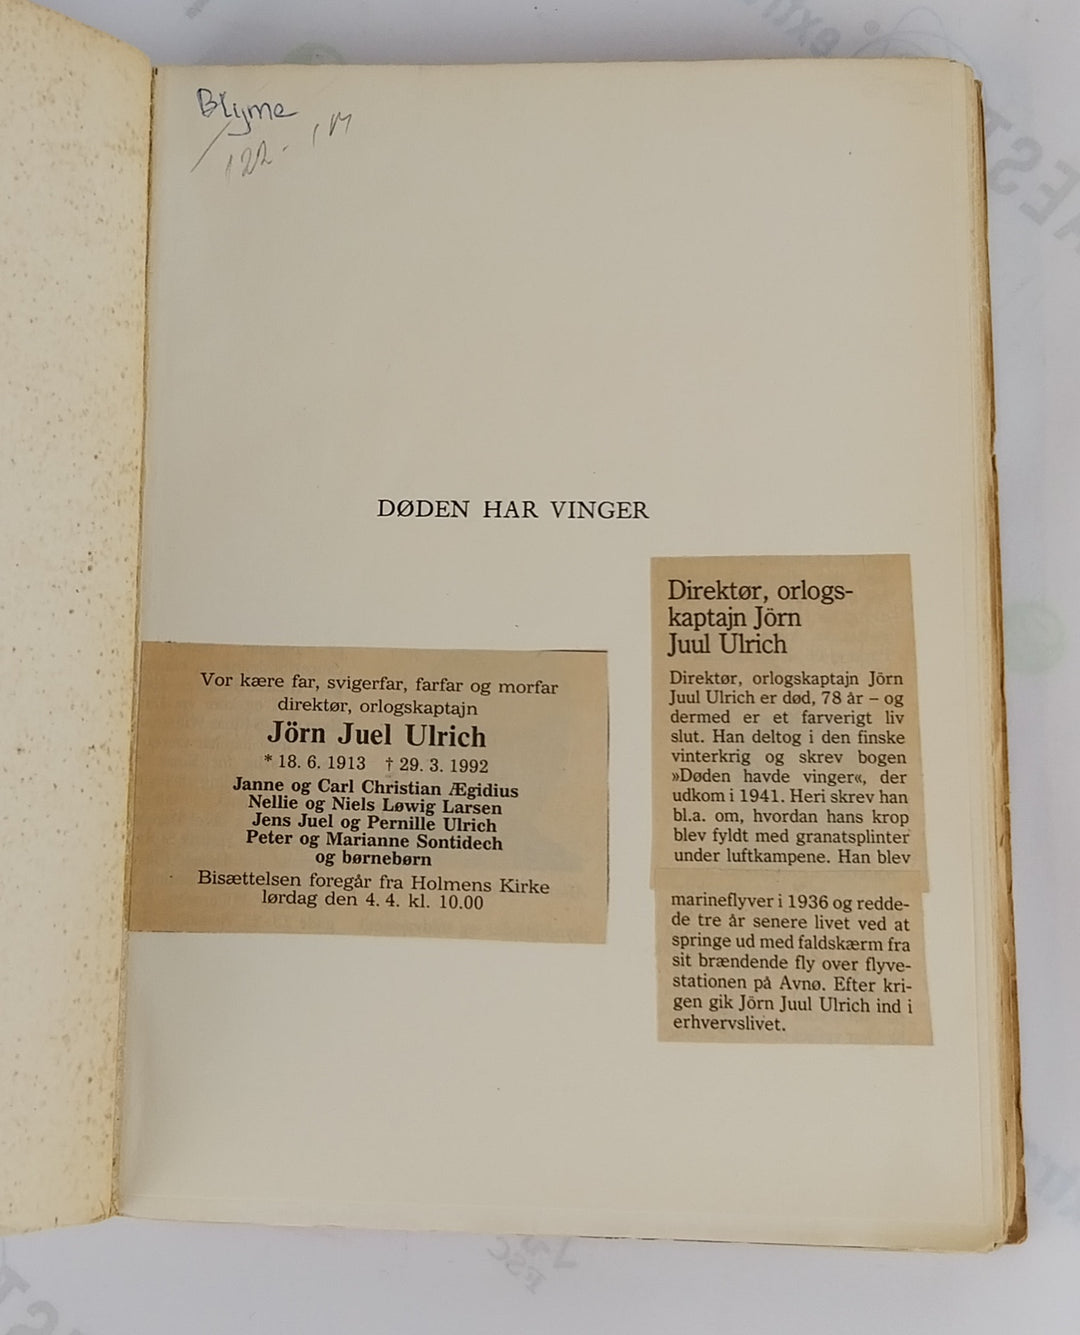 Blyme
122-
DØDEN HAR VINGER
Vor kære far, svigerfar, farfar og morfar
direktør, orlogskaptajn
Jörn Juel Ulrich
* 18. 6. 1913 † 29. 3. 1992
Janne og Carl Christian Ægidius
Nellie og Niels Løwig Larsen
Jens Juel og Pernille Ulrich
Peter og Marianne Sontidech
og børnebørn
Bisættelsen foregår fra Holmens Kirke
lørdag den 4. 4. kl. 10.00
Direktør, orlogs-
kaptajn Jörn
Juul Ulrich
Direktør, orlogskaptajn Jörn
Juul Ulrich er død, 78 år – og
dermed er et farverigt liv
slut. Han deltog i den finske
vinterkrig og skrev bogen
»Døden havde vinger«, der
udkom i 1941. Heri skrev han
bl.a. om, hvordan hans krop
blev fyldt med granatsplinter
under luftkampene. Han blev
marineflyver i 1936 og redde-
de tre år senere livet ved at
springe ud med faldskærm fra
sit brændende fly over flyve-
stationen på Avnø. Efter kri-
gen gik Jörn Juul Ulrich ind i
erhvervslivet.